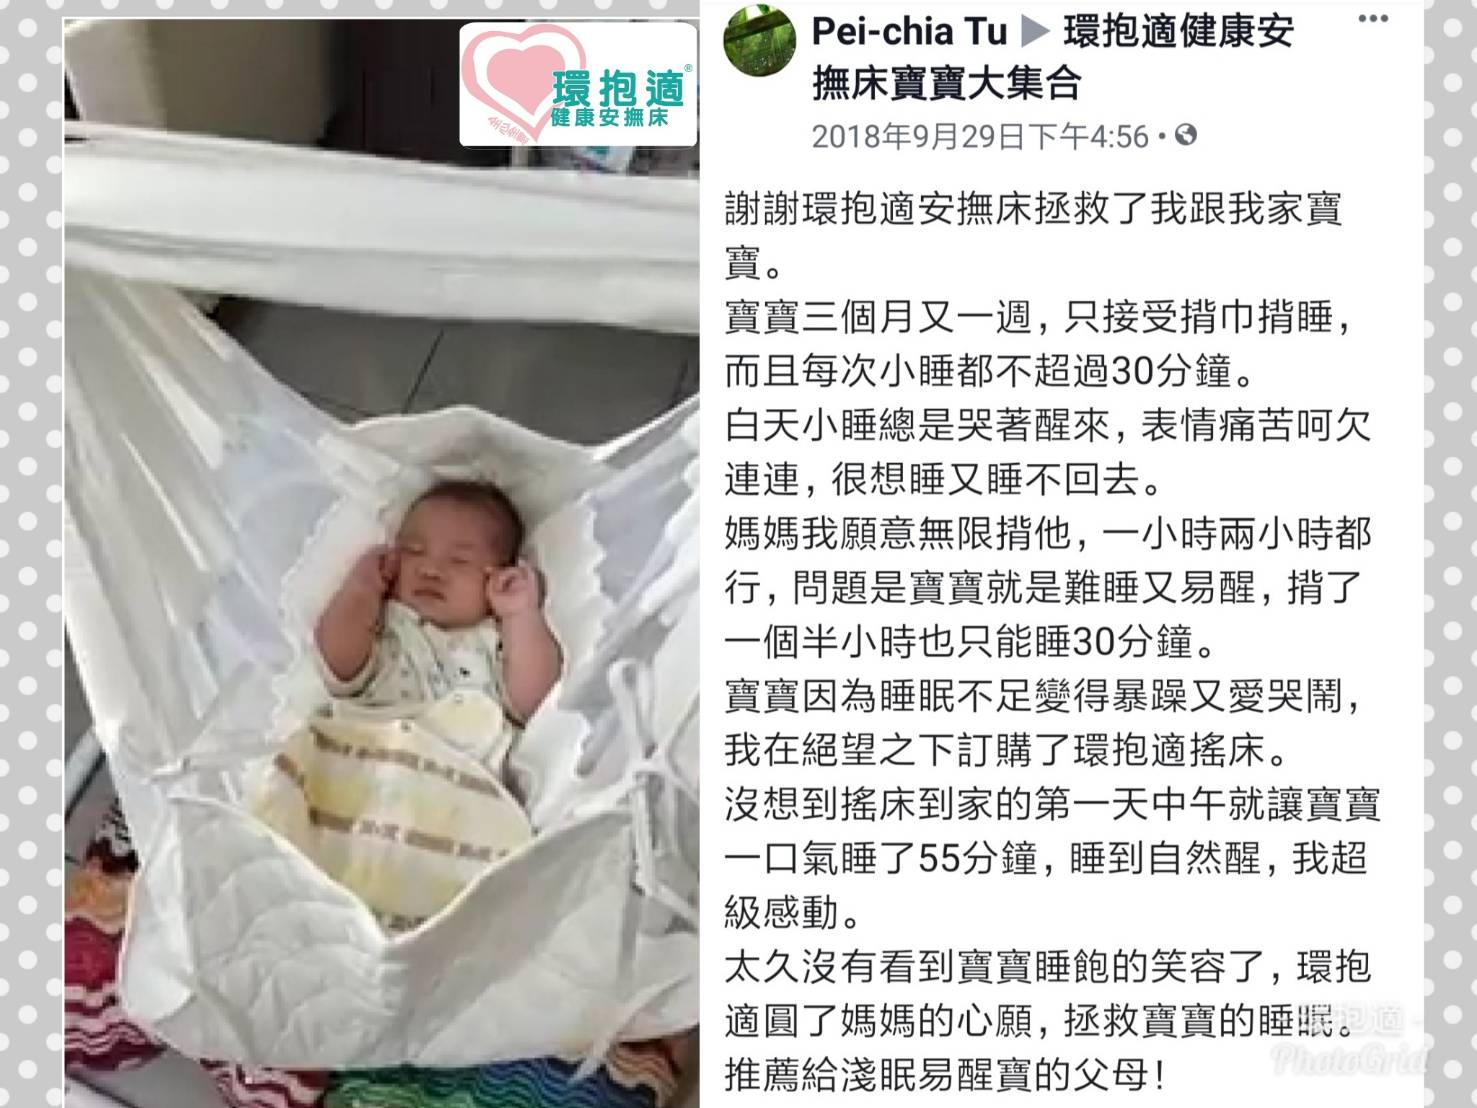 環抱適®
健康安撫床
Pei-chia Tu ▶ 環抱適健康安
撫床寶寶大集合
2018年9月29日下午4:56
謝謝環抱適安撫床拯救了我跟我家寶
寶。
寶寶三個月又一週，只接受揹巾揹睡，
而且每次小睡都不超過30分鐘。
白天小睡總是哭著醒來，表情痛苦呵欠
連連，很想睡又睡不回去。
媽媽我願意無限揹他，一小時兩小時都
行，問題是寶寶就是難睡又易醒，揹了
一個半小時也只能睡30分鐘。
寶寶因為睡眠不足變得暴躁又愛哭鬧，
我在絕望之下訂購了環抱適搖床。
沒想到搖床到家的第一天中午就讓寶寶
一口氣睡了55分鐘，睡到自然醒，我超
級感動。
太久沒有看到寶寶睡飽的笑容了，環抱
適圓了媽媽的心願，拯救寶寶的睡眠。
推薦給淺眠易醒寶的父母！
環抱適
PhotoGrid